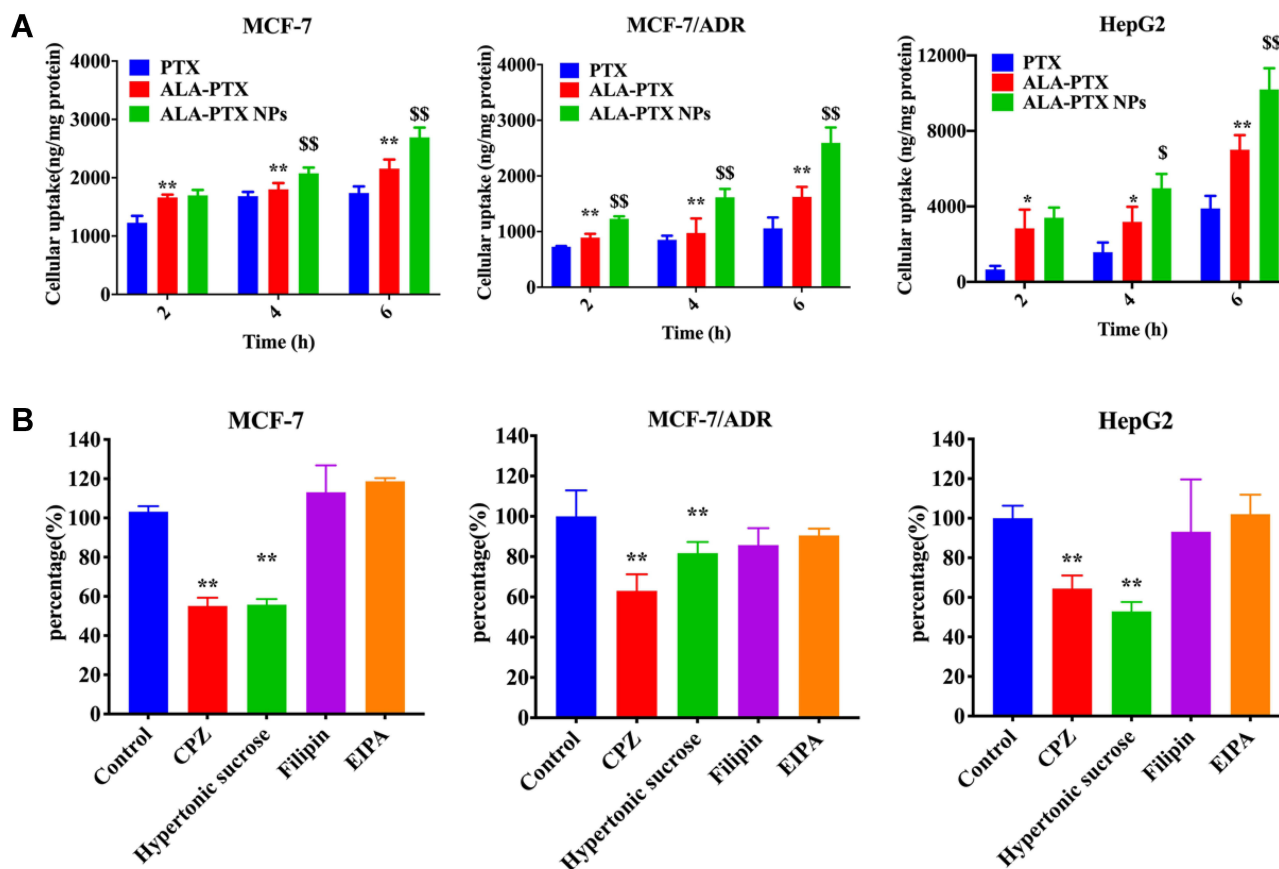 A
MCF-7
Cellular uptake(ng/mg protein)
4000
3000
2000
1000
0
PTX
ALA-PTX
ALA-PTX NPs
**
**
$$
**
$$
2
4
6
Time (h)
MCF-7/ADR
Cellular uptake (ng/mg protein)
4000
3000
2000
1000
0
PTX
ALA-PTX
ALA-PTX NPs
**
$$
**
$$
**
$$
2
4
6
Time (h)
HepG2
Cellular uptake (ng/mg protein)
12000
8000
4000
0
PTX
ALA-PTX
ALA-PTX NPs
*
*
$
**
$$
2
4
6
Time (h)
B
MCF-7
percentage(%)
140
120
100
80
60
40
20
0
**
**
Control
CPZ
Hypertonic sucrose
Filipin
EIPA
MCF-7/ADR
percentage(%)
140
120
100
80
60
40
20
0
**
**
Control
CPZ
Hypertonic sucrose
Filipin
EIPA
HepG2
percentage(%)
140
120
100
80
60
40
20
0
**
**
Control
CPZ
Hypertonic sucrose
Filipin
EIPA